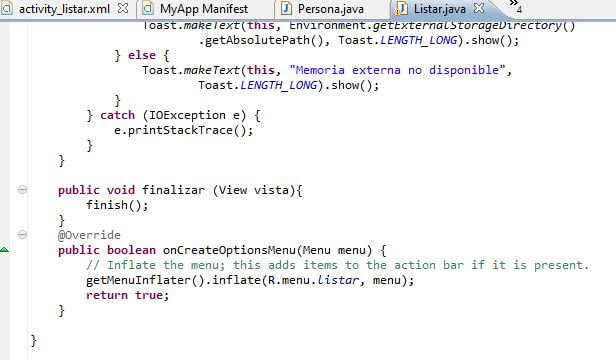 activity_listar.xml MyApp Manifest Persona.java Listar.java 4
Toast.makeText(this, Environment.getExternalStorageDirectory()
.getAbsolutePath(), Toast.LENGTH_LONG).show();
} else {
Toast.makeText(this, "Memoria externa no disponible",
Toast.LENGTH_LONG).show();
}
} catch (IOException e) {
e.printStackTrace();
}
}
public void finalizar (View vista){
finish();
}
@Override
public boolean onCreateOptionsMenu(Menu menu) {
// Inflate the menu; this adds items to the action bar if it is present.
getMenuInflater().inflate(R.menu.listar, menu);
return true;
}
}